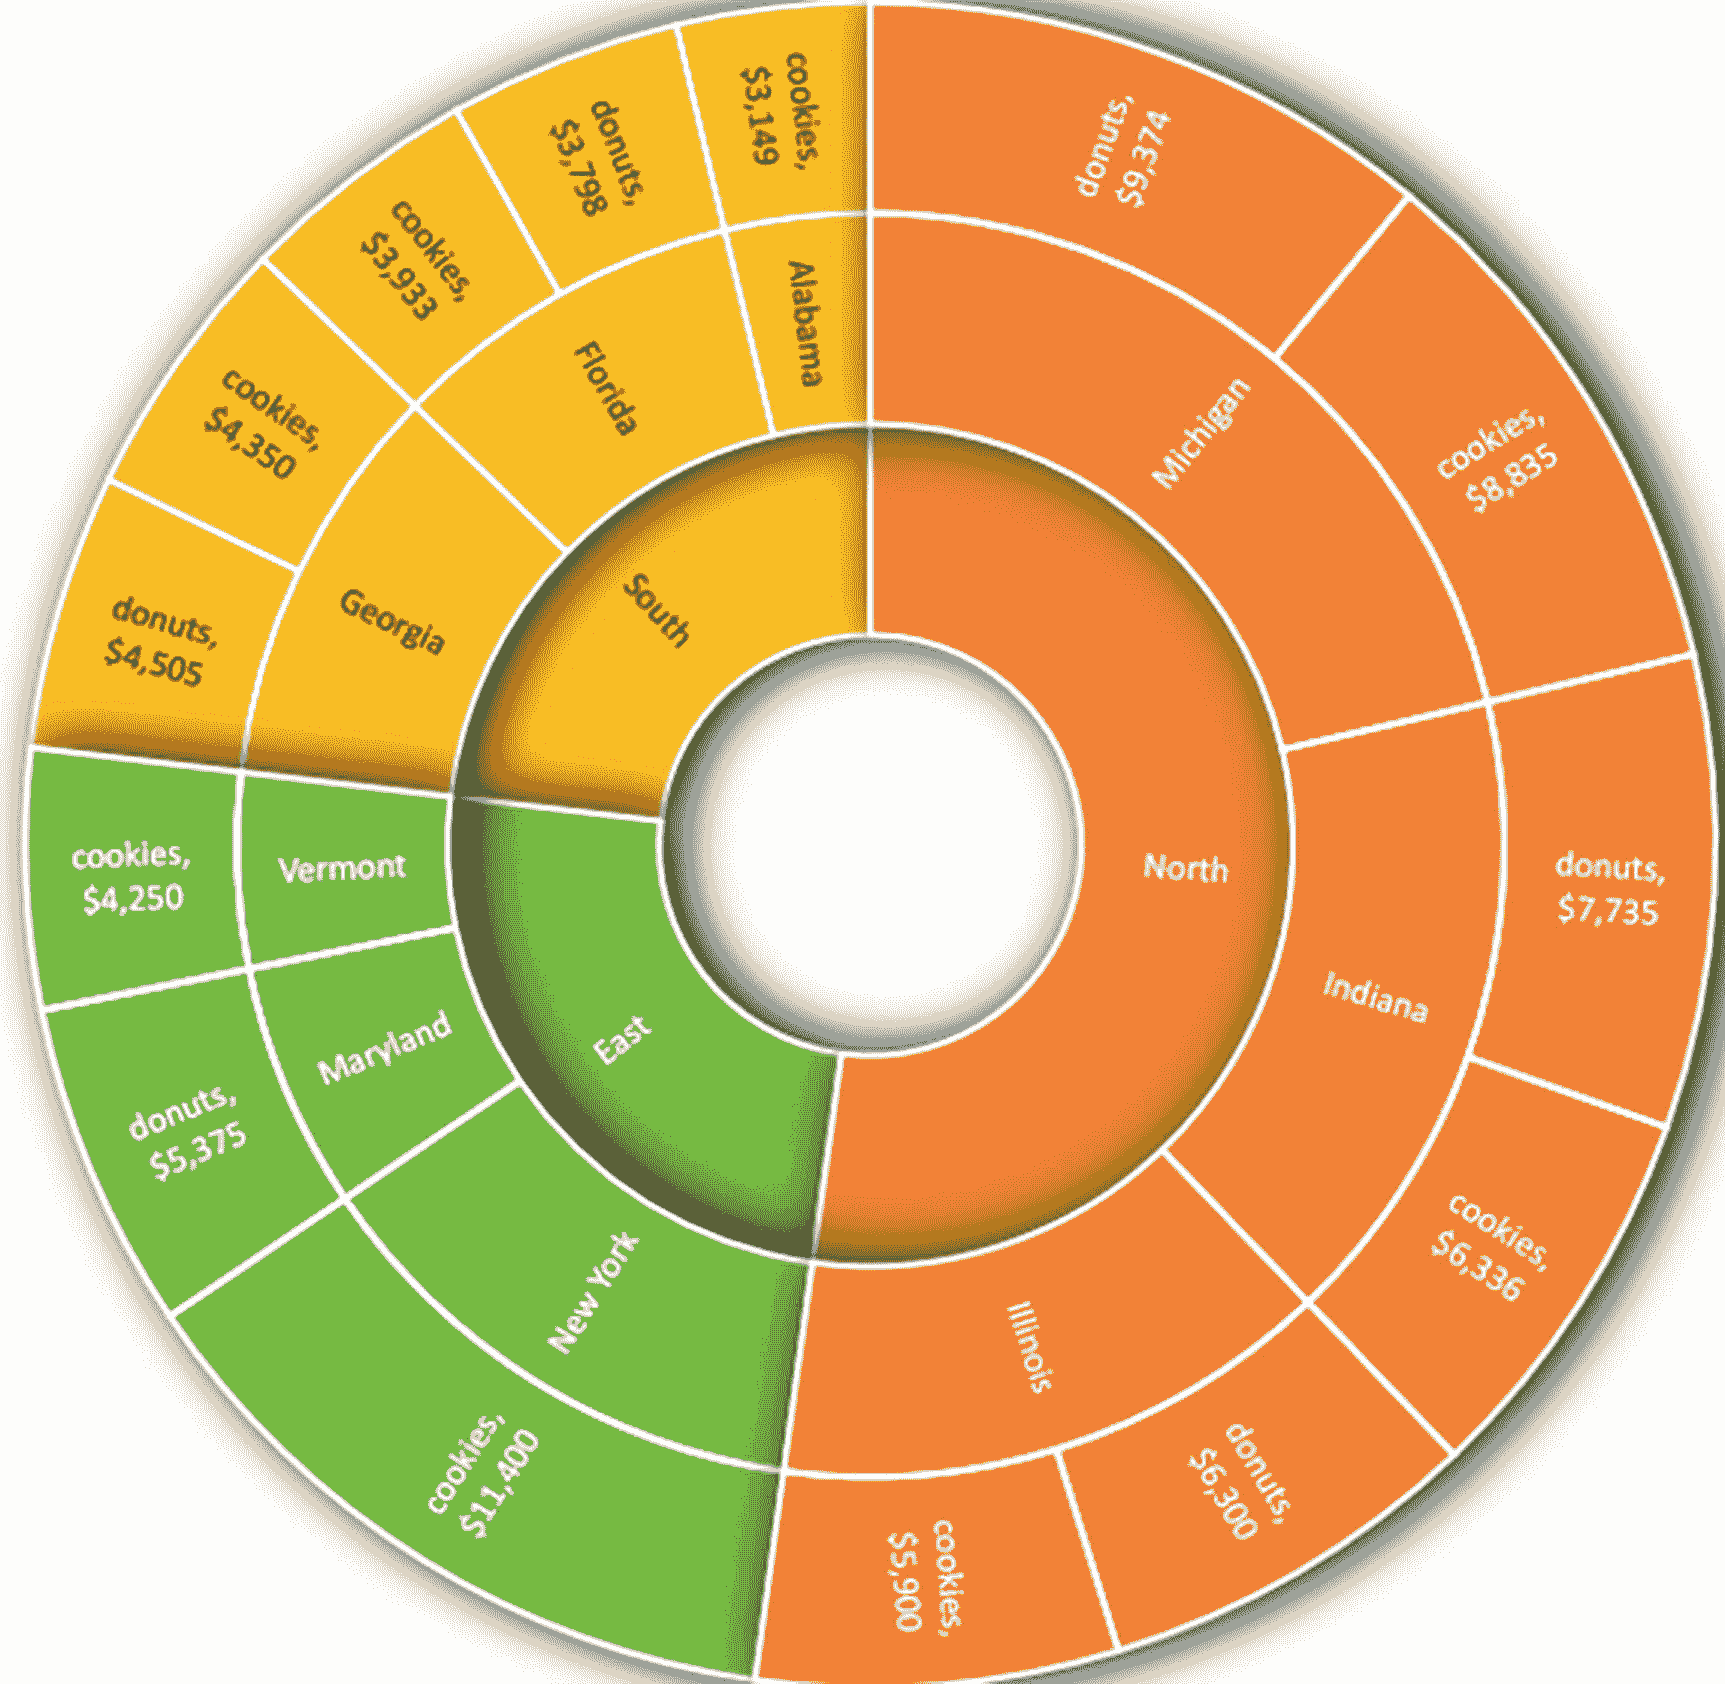 cookies,
$3,149
donuts,
$3,798
cookies,
$3,933
cookies,
$4,350
donuts,
$4,505
Alabama
Florida
Georgia
South
donuts,
$9,374
cookies,
$8,835
Michigan
North
donuts,
$7,735
Indiana
cookies,
$6,336
Illinois
donuts,
$6,300
cookies,
$5,900
cookies,
$4,250
Vermont
Maryland
East
donuts,
$5,375
New York
cookies,
$11,400